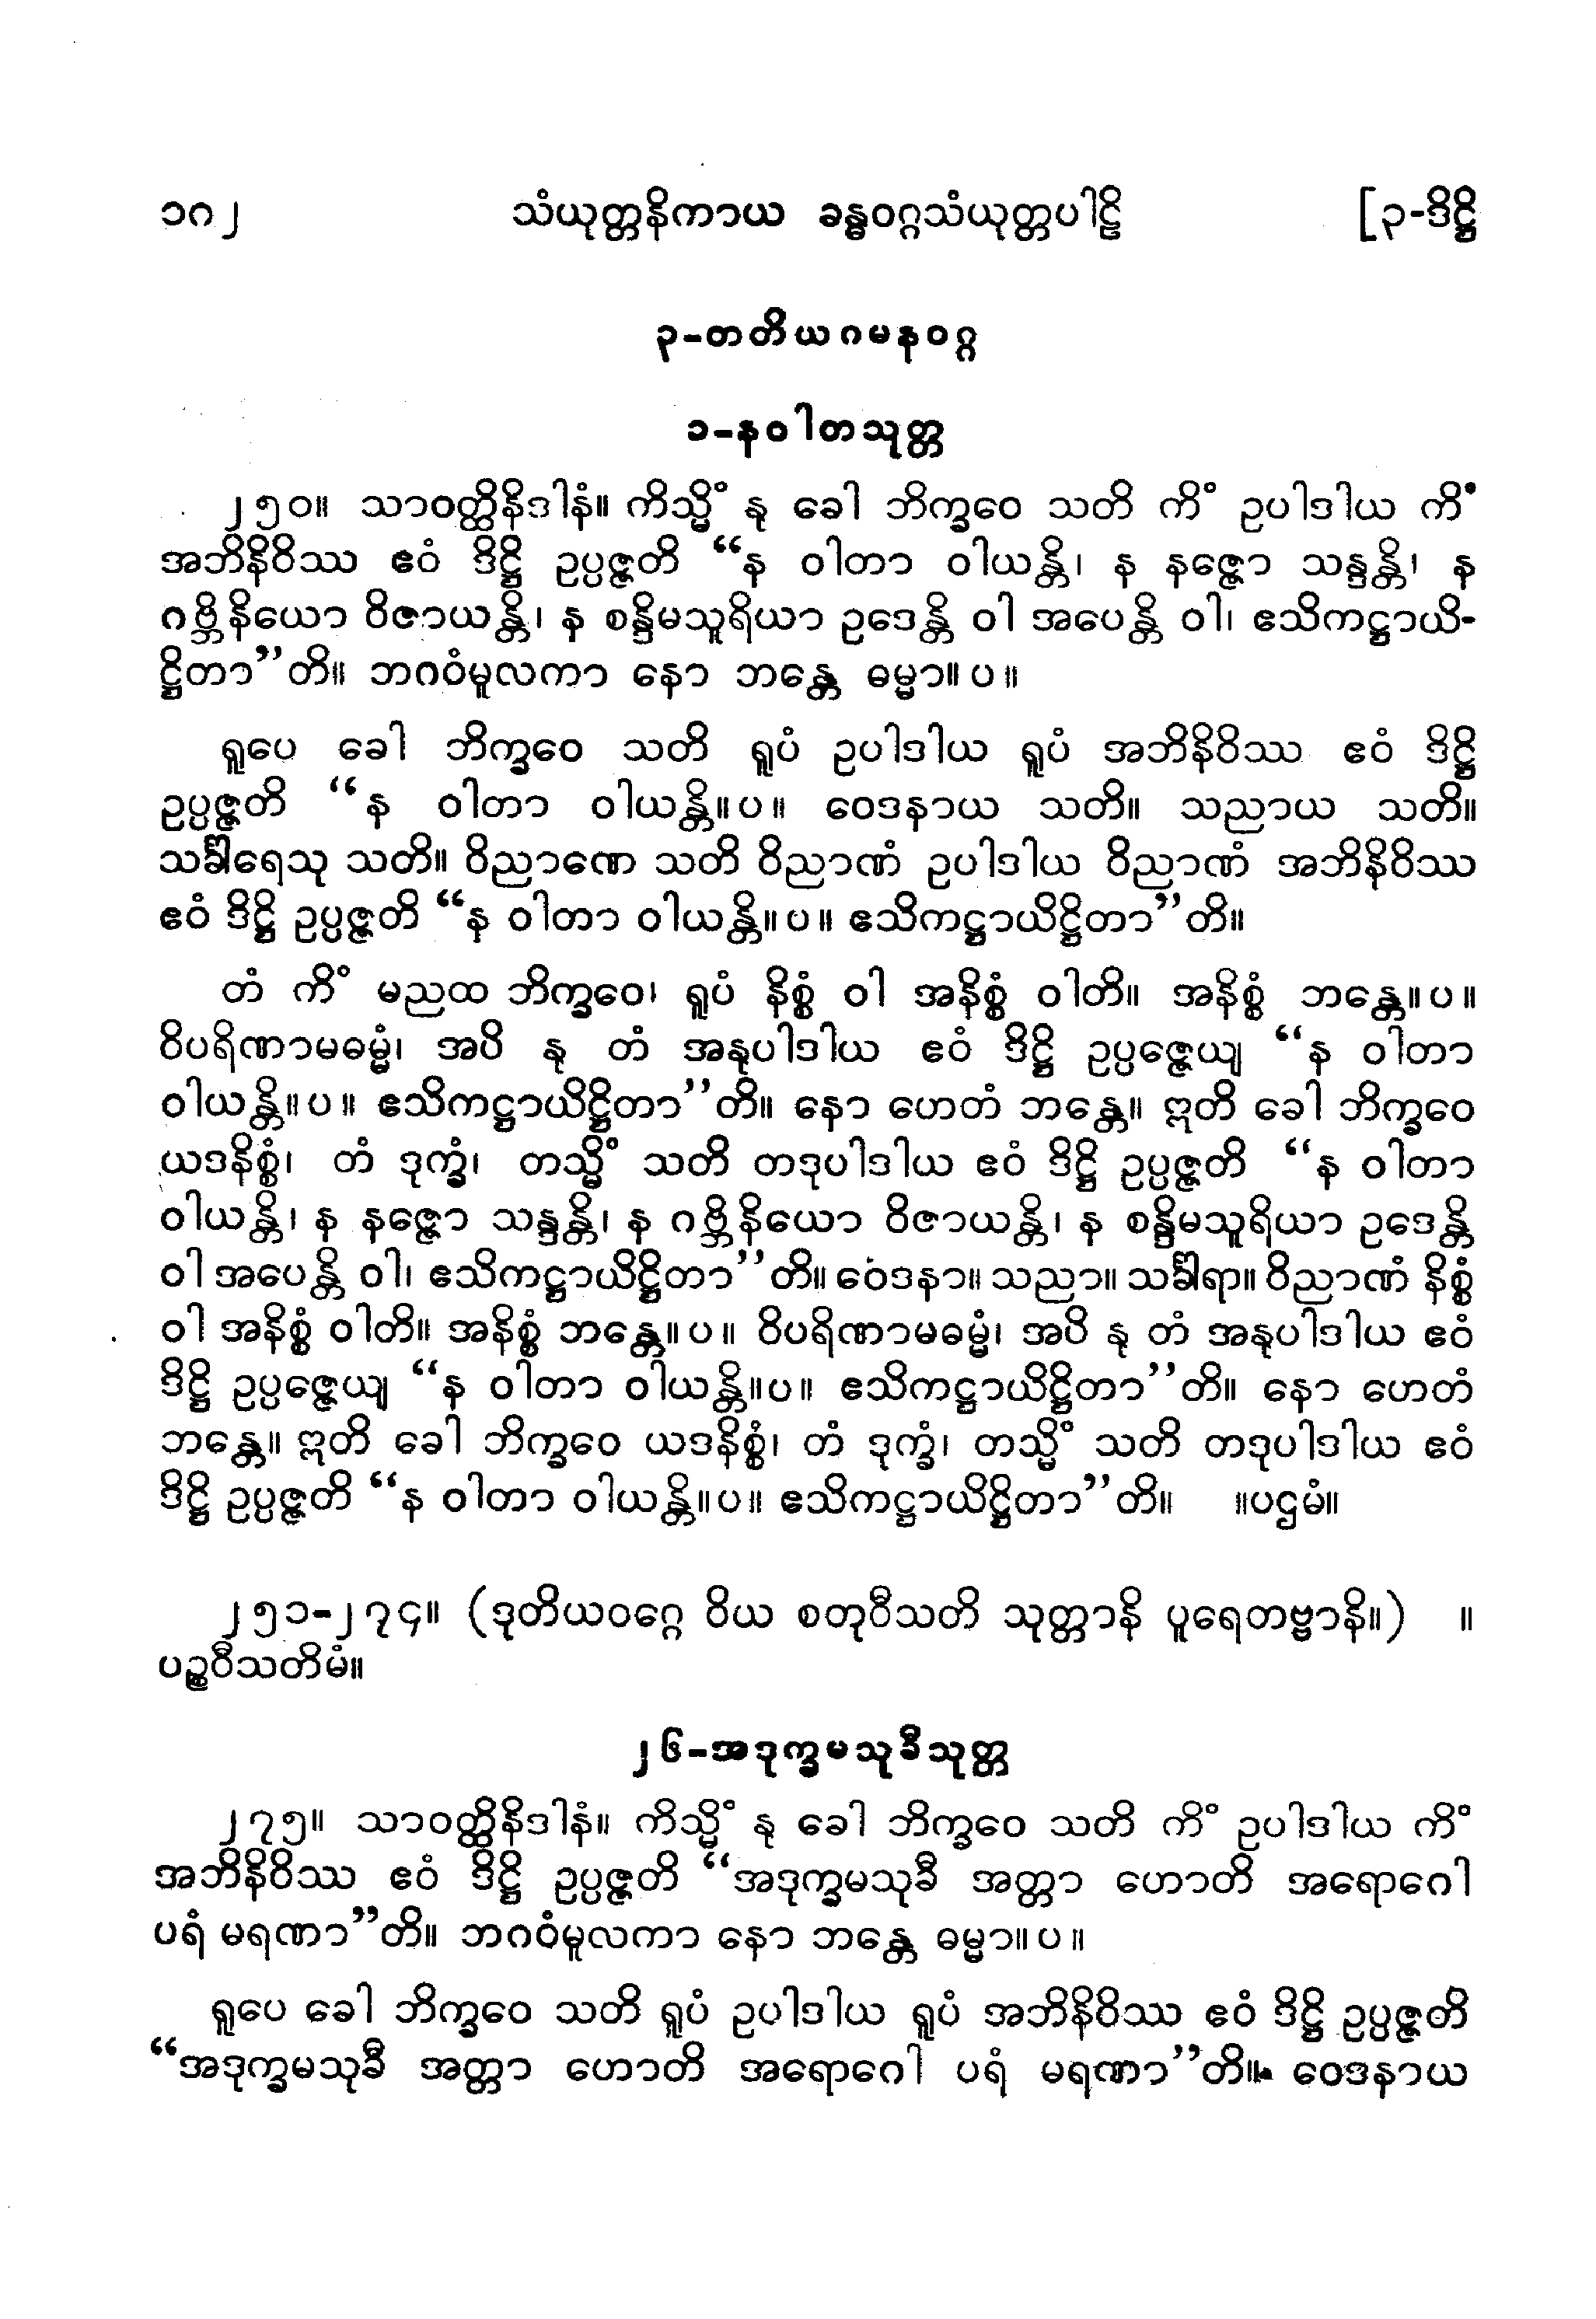 ၁၈၂ သံယုတ္တနိကာယ ခန္ဓဝဂ္ဂသံယုတ္တပါဠိ [၃-ဒိဋ္ဌိ
၃-တတိယဂမနဝဂ္ဂ
၁-နဝါတသုတ္တ
၂၅၀။ သာဝတ္ထိနိဒါနံ။ ကိသ္မိံ နု ခေါ ဘိက္ခဝေ သတိ ကိံ ဥပါဒါယ ကိံ
အဘိနိဝိဿ ဧဝံ ဒိဋ္ဌိ ဥပ္ပဇ္ဇတိ “န ဝါတာ ဝါယန္တိ၊ န နဇ္ဇော သန္ဒန္တိ၊ န
ဂဗ္ဘိနိယော ဝိဇာယန္တိ၊ န စန္ဒိမသူရိယာ ဥဒေန္တိ ဝါ အပေန္တိ ဝါ၊ ဧသိကဋ္ဌာယိ-
ဋ္ဌိတာ”တိ။ ဘဂဝံမူလကာ နော ဘန္တေ ဓမ္မာ။ပ။
ရူပေ ခေါ ဘိက္ခဝေ သတိ ရူပံ ဥပါဒါယ ရူပံ အဘိနိဝိဿ ဧဝံ ဒိဋ္ဌိ
ဥပ္ပဇ္ဇတိ “န ဝါတာ ဝါယန္တိ။ပ။ ဝေဒနာယ သတိ။ သညာယ သတိ။
သင်္ခါရေသု သတိ။ ဝိညာဏေ သတိ ဝိညာဏံ ဥပါဒါယ ဝိညာဏံ အဘိနိဝိဿ
ဧဝံ ဒိဋ္ဌိ ဥပ္ပဇ္ဇတိ “န ဝါတာ ဝါယန္တိ။ပ။ ဧသိကဋ္ဌာယိဋ္ဌိတာ”တိ။
တံ ကိံ မညထ ဘိက္ခဝေ၊ ရူပံ နိစ္စံ ဝါ အနိစ္စံ ဝါတိ။ အနိစ္စံ ဘန္တေ။ပ။
ဝိပရိဏာမဓမ္မံ၊ အပိ နု တံ အနုပါဒါယ ဧဝံ ဒိဋ္ဌိ ဥပ္ပဇ္ဇေယျ “န ဝါတာ
ဝါယန္တိ။ပ။ ဧသိကဋ္ဌာယိဋ္ဌိတာ”တိ။ နော ဟေတံ ဘန္တေ။ ဣတိ ခေါ ဘိက္ခဝေ
ယဒနိစ္စံ၊ တံ ဒုက္ခံ၊ တသ္မိံ သတိ တဒုပါဒါယ ဧဝံ ဒိဋ္ဌိ ဥပ္ပဇ္ဇတိ “န ဝါတာ
ဝါယန္တိ၊ န နဇ္ဇော သန္ဒန္တိ၊ န ဂဗ္ဘိနိယော ဝိဇာယန္တိ၊ န စန္ဒိမသူရိယာ ဥဒေန္တိ
ဝါ အပေန္တိ ဝါ၊ ဧသိကဋ္ဌာယိဋ္ဌိတာ”တိ။ ဝေဒနာ။ သညာ။ သင်္ခါရာ။ ဝိညာဏံ နိစ္စံ
ဝါ အနိစ္စံ ဝါတိ။ အနိစ္စံ ဘန္တေ။ပ။ ဝိပရိဏာမဓမ္မံ၊ အပိ နု တံ အနုပါဒါယ ဧဝံ
ဒိဋ္ဌိ ဥပ္ပဇ္ဇေယျ “န ဝါတာ ဝါယန္တိ။ပ။ ဧသိကဋ္ဌာယိဋ္ဌိတာ”တိ။ နော ဟေတံ
ဘန္တေ။ ဣတိ ခေါ ဘိက္ခဝေ ယဒနိစ္စံ၊ တံ ဒုက္ခံ၊ တသ္မိံ သတိ တဒုပါဒါယ ဧဝံ
ဒိဋ္ဌိ ဥပ္ပဇ္ဇတိ “န ဝါတာ ဝါယန္တိ။ပ။ ဧသိကဋ္ဌာယိဋ္ဌိတာ”တိ။ ။ပဌမံ။
၂၅၁-၂၇၄။ (ဒုတိယဝဂ္ဂေ ဝိယ စတုဝီသတိ သုတ္တာနိ ပူရေတဗ္ဗာနိ။) ။
ပဉ္စဝီသတိမံ။
၂၆-အဒုက္ခမသုခီသုတ္တ
၂၇၅။ သာဝတ္ထိနိဒါနံ။ ကိသ္မိံ နု ခေါ ဘိက္ခဝေ သတိ ကိံ ဥပါဒါယ ကိံ
အဘိနိဝိဿ ဧဝံ ဒိဋ္ဌိ ဥပ္ပဇ္ဇတိ “အဒုက္ခမသုခီ အတ္တာ ဟောတိ အရောဂေါ
ပရံ မရဏာ”တိ။ ဘဂဝံမူလကာ နော ဘန္တေ ဓမ္မာ။ပ။
ရူပေ ခေါ ဘိက္ခဝေ သတိ ရူပံ ဥပါဒါယ ရူပံ အဘိနိဝိဿ ဧဝံ ဒိဋ္ဌိ ဥပ္ပဇ္ဇတိ
“အဒုက္ခမသုခီ အတ္တာ ဟောတိ အရောဂေါ ပရံ မရဏာ”တိ။ ဝေဒနာယ